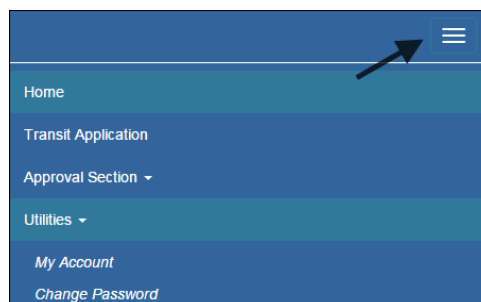 Home
Transit Application
Approval Section
Utilities
My Account
Change Password